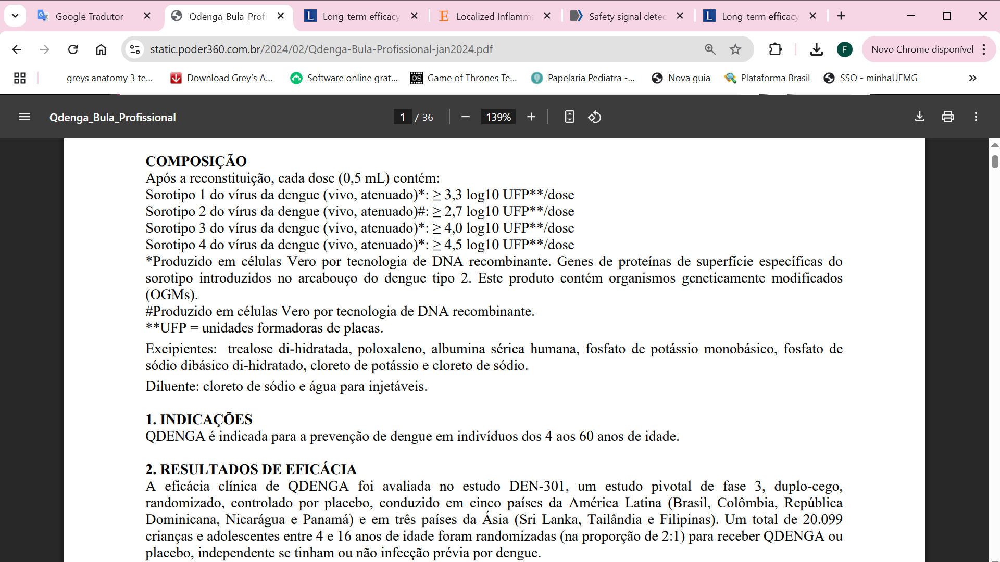 Google Tradutor
Qdenga_Bula_Profi
Long-term efficacy
Localized Inflamma
Safety signal detec
Long-term efficacy
static.poder360.com.br/2024/02/Qdenga-Bula-Profissional-jan2024.pdf
F
Novo Chrome disponível
greys anatomy 3 te...
Download Grey's A...
Software online grat...
Game of Thrones Te...
Papelaria Pediatra -...
Nova guia
Plataforma Brasil
SSO - minhaUFMG
Qdenga_Bula_Profissional
1 / 36
139%
COMPOSIÇÃO
Após a reconstituição, cada dose (0,5 mL) contém:
Sorotipo 1 do vírus da dengue (vivo, atenuado)*: ≥ 3,3 log10 UFP**/dose
Sorotipo 2 do vírus da dengue (vivo, atenuado)#: ≥ 2,7 log10 UFP**/dose
Sorotipo 3 do vírus da dengue (vivo, atenuado)*: ≥ 4,0 log10 UFP**/dose
Sorotipo 4 do vírus da dengue (vivo, atenuado)*: ≥ 4,5 log10 UFP**/dose
*Produzido em células Vero por tecnologia de DNA recombinante. Genes de proteínas de superfície específicas do
sorotipo introduzidos no arcabouço do dengue tipo 2. Este produto contém organismos geneticamente modificados
(OGMs).
#Produzido em células Vero por tecnologia de DNA recombinante.
**UFP = unidades formadoras de placas.
Excipientes: trealose di-hidratada, poloxaleno, albumina sérica humana, fosfato de potássio monobásico, fosfato de
sódio dibásico di-hidratado, cloreto de potássio e cloreto de sódio.
Diluente: cloreto de sódio e água para injetáveis.
1. INDICAÇÕES
QDENGA é indicada para a prevenção de dengue em indivíduos dos 4 aos 60 anos de idade.
2. RESULTADOS DE EFICÁCIA
A eficácia clínica de QDENGA foi avaliada no estudo DEN-301, um estudo pivotal de fase 3, duplo-cego,
randomizado, controlado por placebo, conduzido em cinco países da América Latina (Brasil, Colômbia, República
Dominicana, Nicarágua e Panamá) e em três países da Ásia (Sri Lanka, Tailândia e Filipinas). Um total de 20.099
crianças e adolescentes entre 4 e 16 anos de idade foram randomizadas (na proporção de 2:1) para receber QDENGA ou
placebo, independente se tinham ou não infecção prévia por dengue.